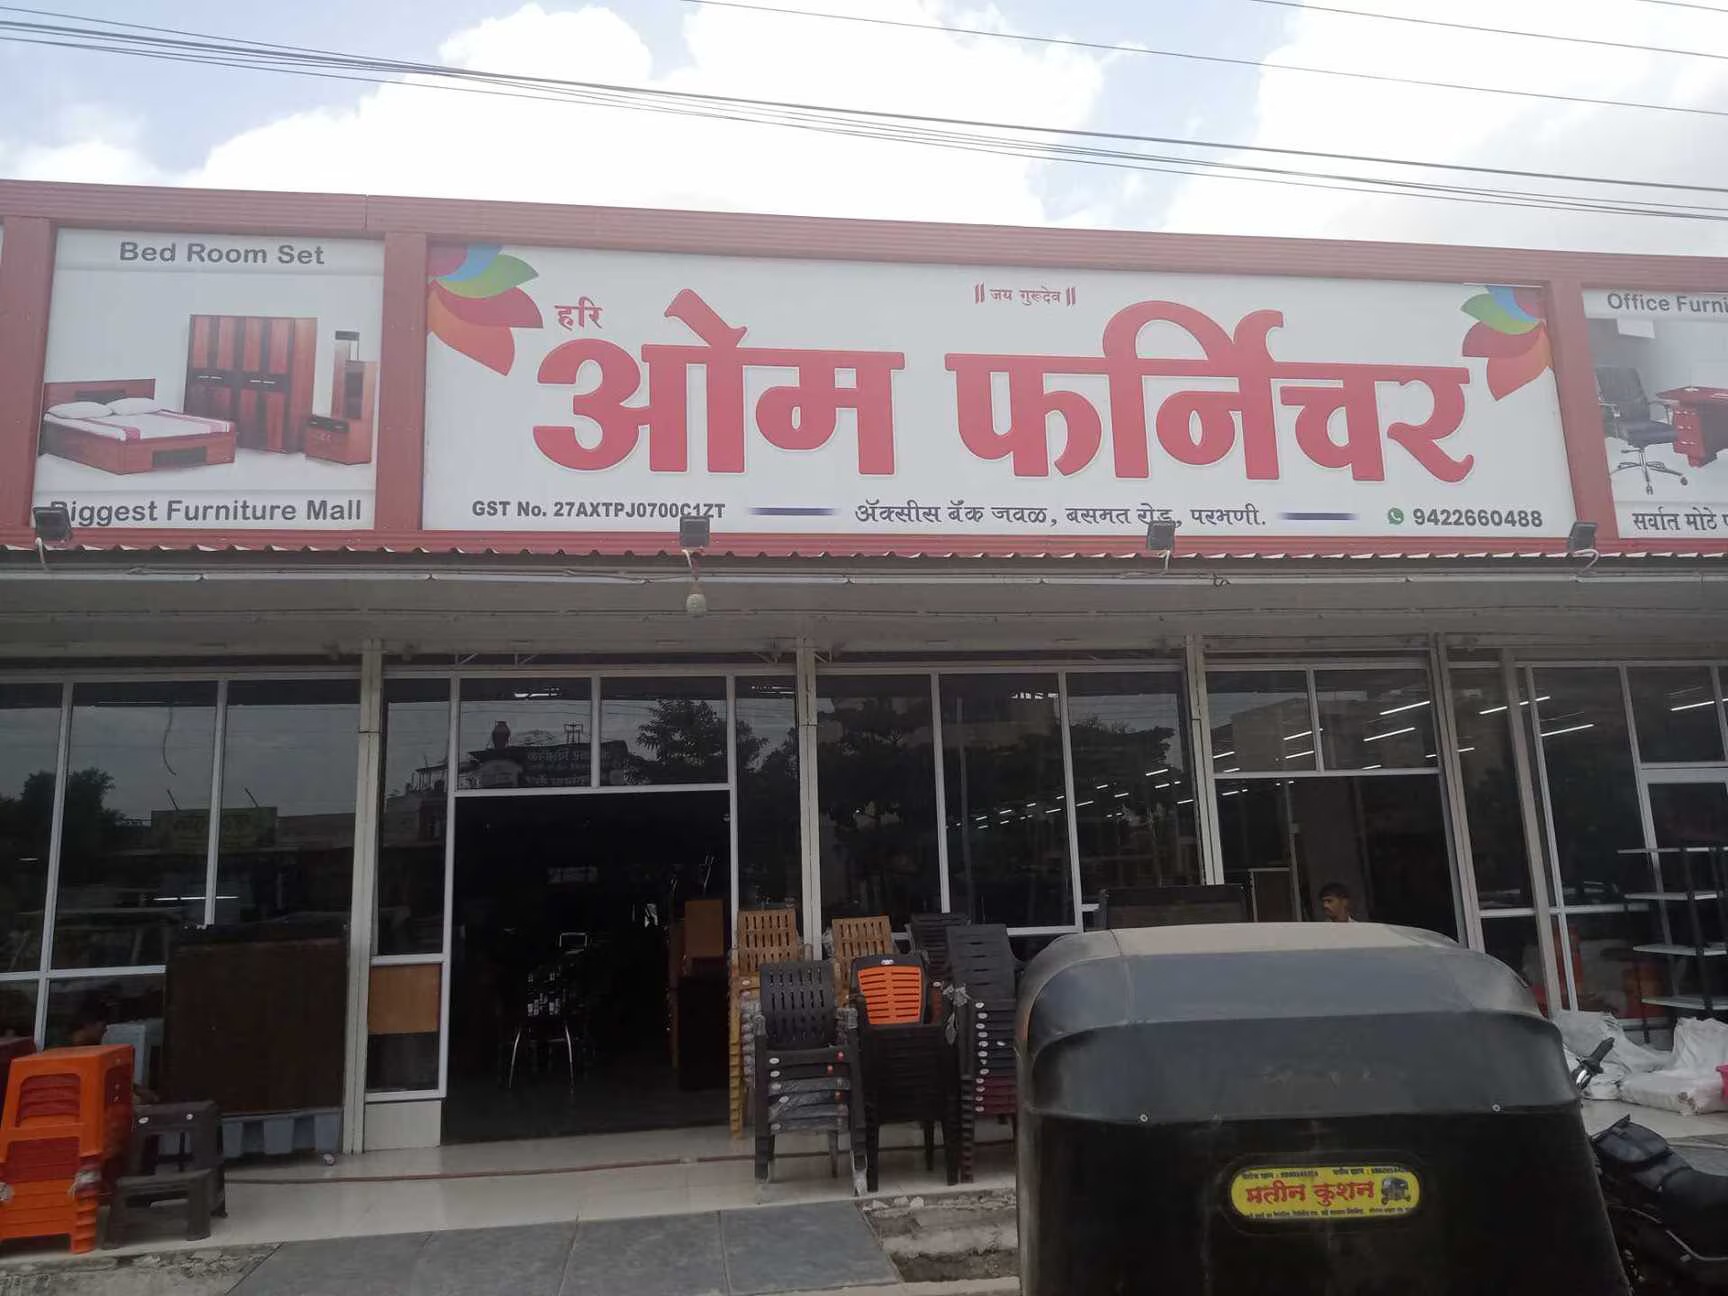 Bed Room Set
Biggest Furniture Mall
|| जय गुरूदेव ||
हरि
ओम फर्निचर
GST No. 27AXTPJ0700C1ZT
ॲक्सीस बँक जवळ, बसमत रोड, परभणी.
9422660488
Office Furni
सर्वात मोठे
मतीन कुशन